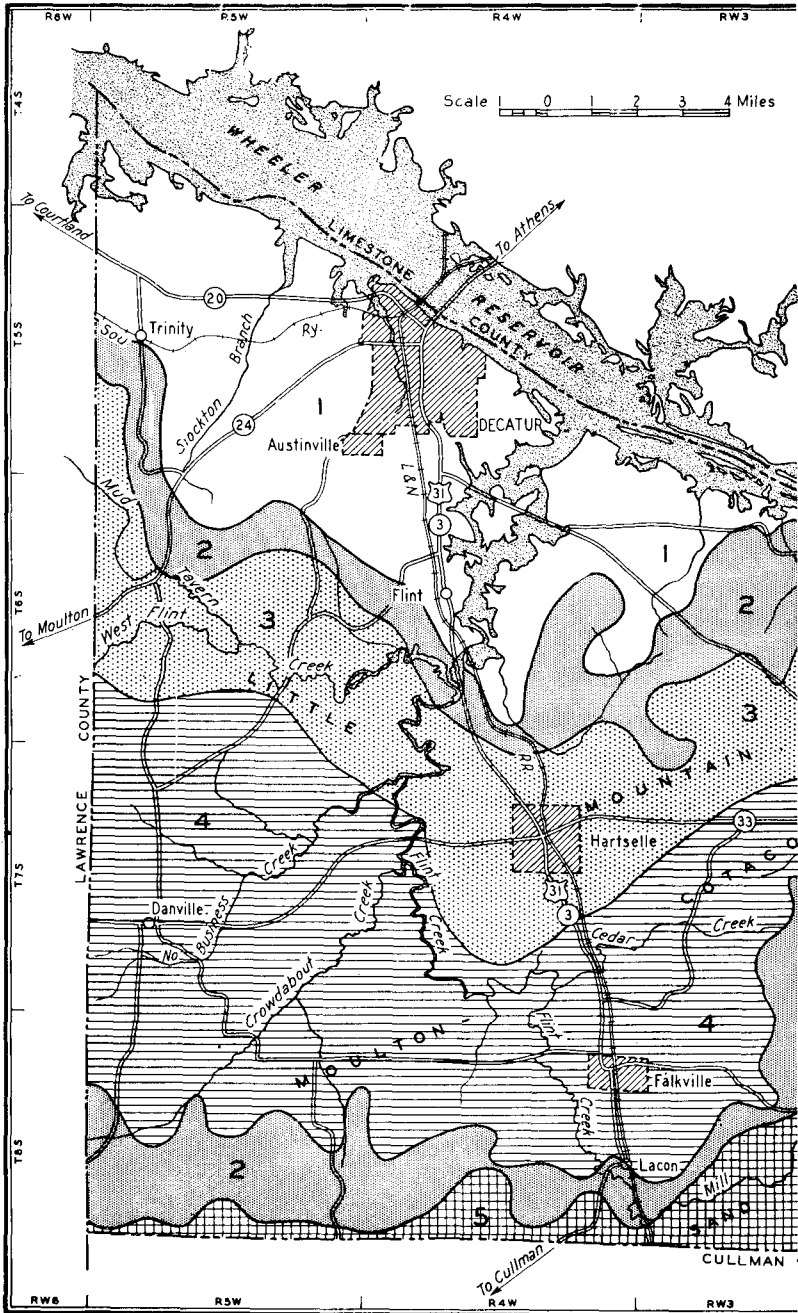 R6W
R5W
R4W
RW3
T4S
Scale 1 0 1 2 3 4 Miles
WHEELER
To Courtland
LIMESTONE
To Athens
20
RESERVOIR
COUNTY
T5S
Trinity
Sou
Ry.
Branch
Stockton
1
24
Austinville
DECATUR
L&N
31
3
Mud
2
1
Tavern
Flint
2
T6S
3
To Moulton
West
Flint
Creek
LITTLE
3
LAWRENCE COUNTY
RR
MOUNTAIN
4
33
Hartselle
Creek
Flint
Creek
COTACO
T7S
31
3
Creek
Danville
Business
No
Cedar
Creek
Crowdabout
Flint
4
MOULTON
Falkville
Creek
T8S
2
Lacon
Mill
5
SAND
CULLMAN
To Cullman
RW6
R5W
R4W
RW3